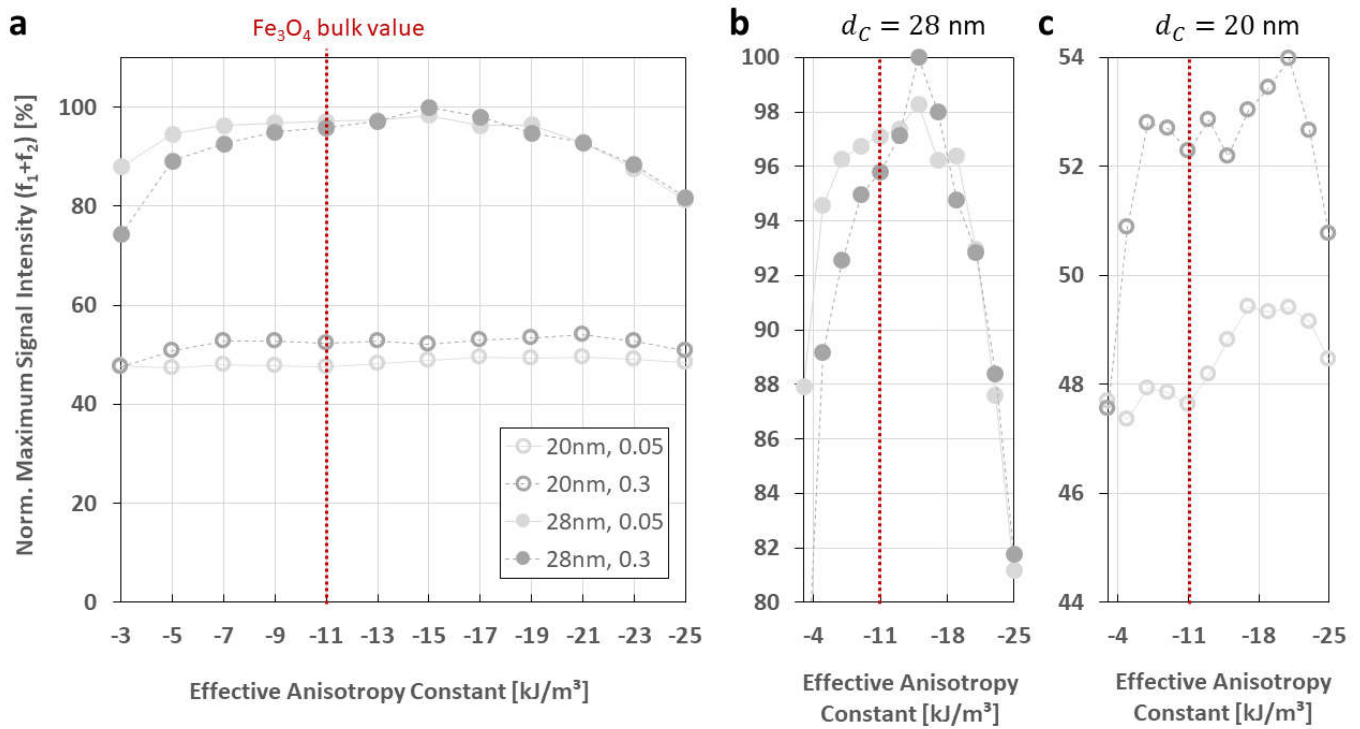 a
Fe₃O₄ bulk value
Norm. Maximum Signal Intensity (f₁+f₂) [%]
100
80
60
40
20
0
20nm, 0.05
20nm, 0.3
28nm, 0.05
28nm, 0.3
-3 -5 -7 -9 -11 -13 -15 -17 -19 -21 -23 -25
Effective Anisotropy Constant [kJ/m³]
b
d_C = 28 nm
100
98
96
94
92
90
88
86
84
82
80
-4 -11 -18 -25
Effective Anisotropy
Constant [kJ/m³]
c
d_C = 20 nm
54
52
50
48
46
44
-4 -11 -18 -25
Effective Anisotropy
Constant [kJ/m³]